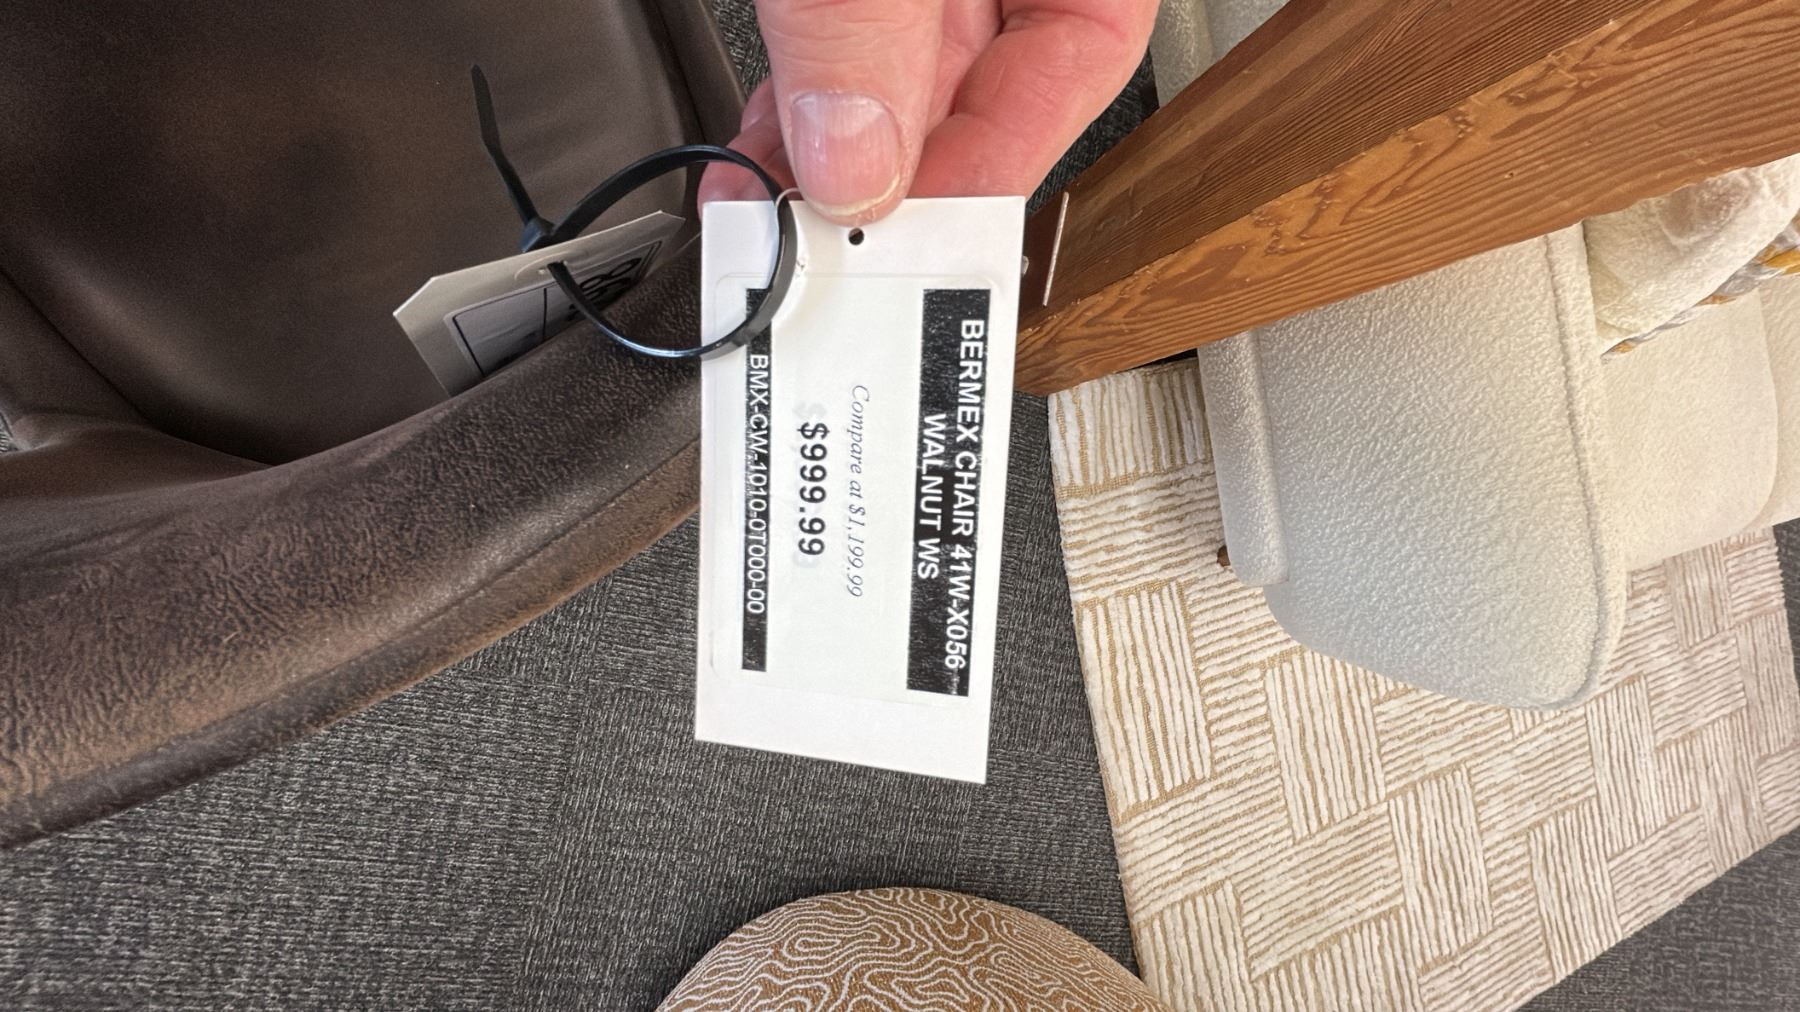 BERMEX CHAIR 41W-X056
WALNUT WS
Compare at $1,199.99
$999.99
BMX-CW-1010-0T000-00